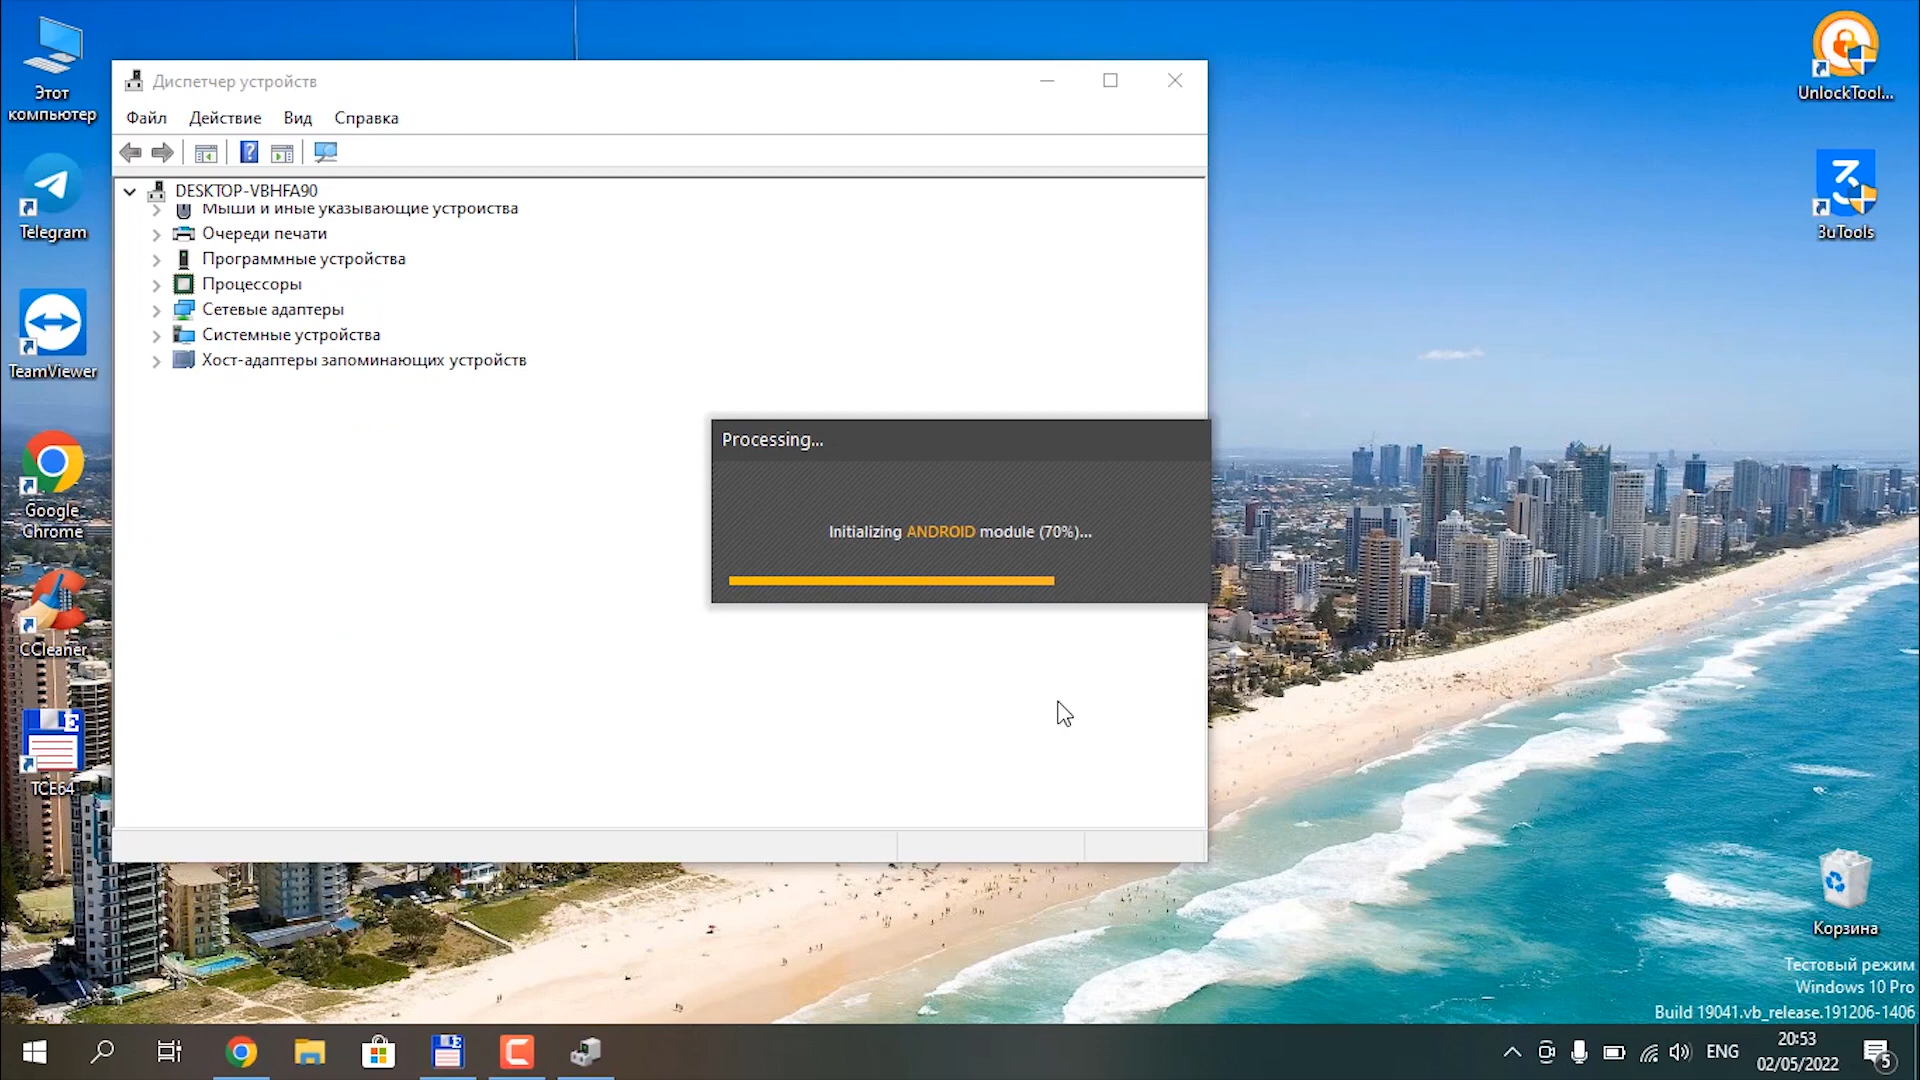 Этот
компьютер
Telegram
TeamViewer
Google
Chrome
CCleaner
TCE64
Диспетчер устройств
Файл Действие Вид Справка
DESKTOP-VBHFA90
Мыши и иные указывающие устройства
Очереди печати
Программные устройства
Процессоры
Сетевые адаптеры
Системные устройства
Хост-адаптеры запоминающих устройств
Processing...
Initializing ANDROID module (70%)...
UnlockTool...
3uTools
Корзина
Тестовый режим
Windows 10 Pro
Build 19041.vb_release.191206-1406
ENG
20:53
02/05/2022
5